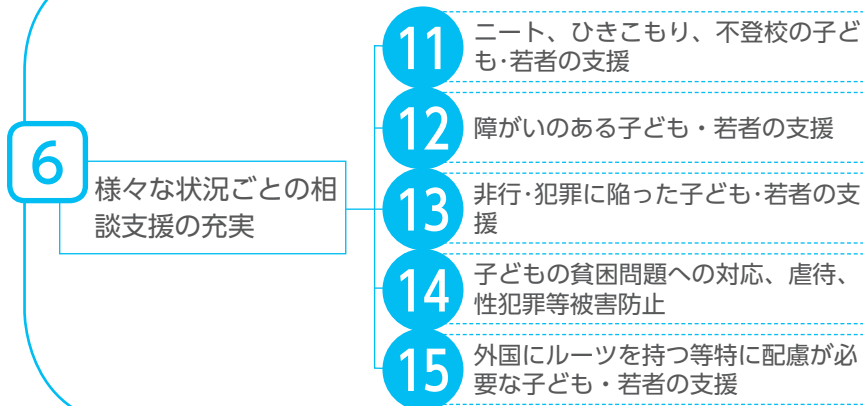 6
様々な状況ごとの相
談支援の充実
11
ニート、ひきこもり、不登校の子ど
も･若者の支援
12
障がいのある子ども・若者の支援
13
非行･犯罪に陥った子ども･若者の支
援
14
子どもの貧困問題への対応、虐待、
性犯罪等被害防止
15
外国にルーツを持つ等特に配慮が必
要な子ども・若者の支援